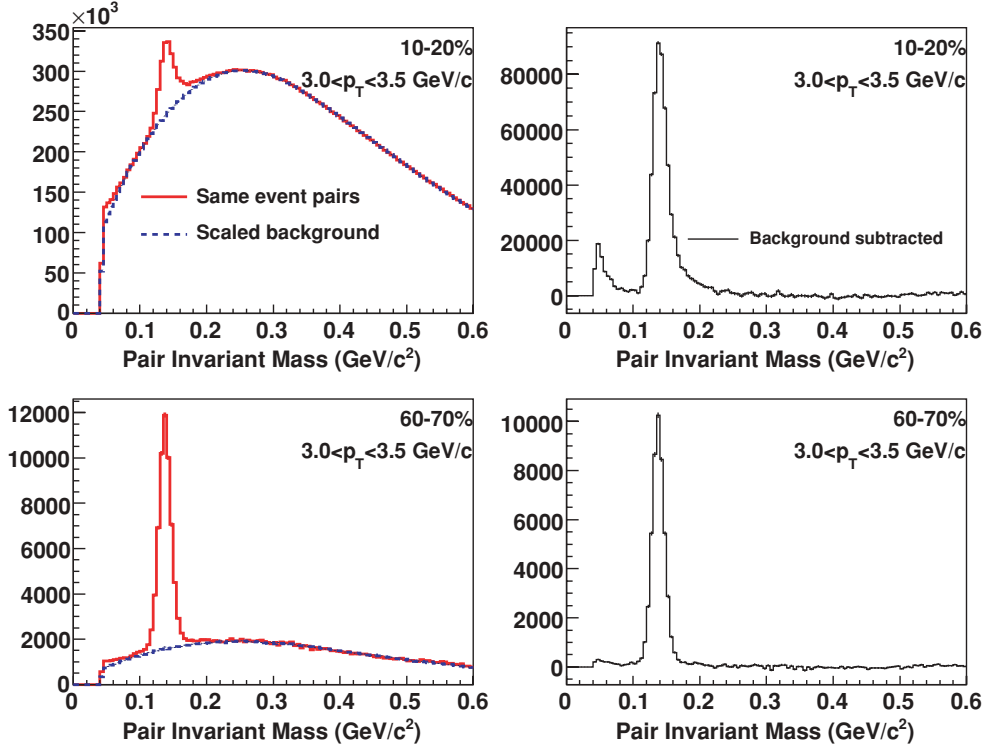 ×10³
350
300
250
200
150
100
50
0
10-20%
3.0<p_T<3.5 GeV/c
Same event pairs
Scaled background
0 0.1 0.2 0.3 0.4 0.5 0.6
Pair Invariant Mass (GeV/c²)
80000
60000
40000
20000
0
10-20%
3.0<p_T<3.5 GeV/c
Background subtracted
0 0.1 0.2 0.3 0.4 0.5 0.6
Pair Invariant Mass (GeV/c²)
12000
10000
8000
6000
4000
2000
0
60-70%
3.0<p_T<3.5 GeV/c
0 0.1 0.2 0.3 0.4 0.5 0.6
Pair Invariant Mass (GeV/c²)
10000
8000
6000
4000
2000
0
60-70%
3.0<p_T<3.5 GeV/c
0 0.1 0.2 0.3 0.4 0.5 0.6
Pair Invariant Mass (GeV/c²)